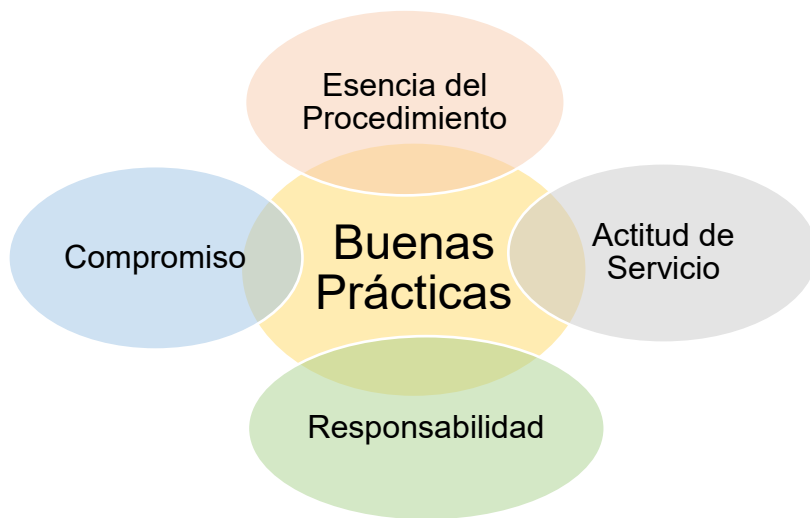 Esencia del
Procedimiento
Compromiso
Buenas
Prácticas
Actitud de
Servicio
Responsabilidad